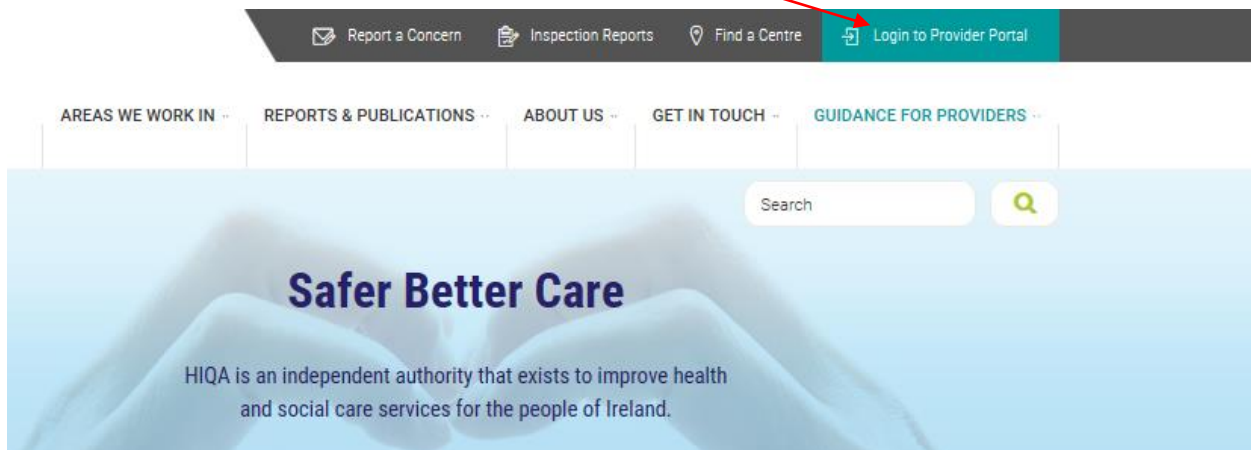 Report a Concern Inspection Reports Find a Centre Login to Provider Portal
AREAS WE WORK IN REPORTS & PUBLICATIONS ABOUT US GET IN TOUCH GUIDANCE FOR PROVIDERS
Search
Safer Better Care
HIQA is an independent authority that exists to improve health
and social care services for the people of Ireland.